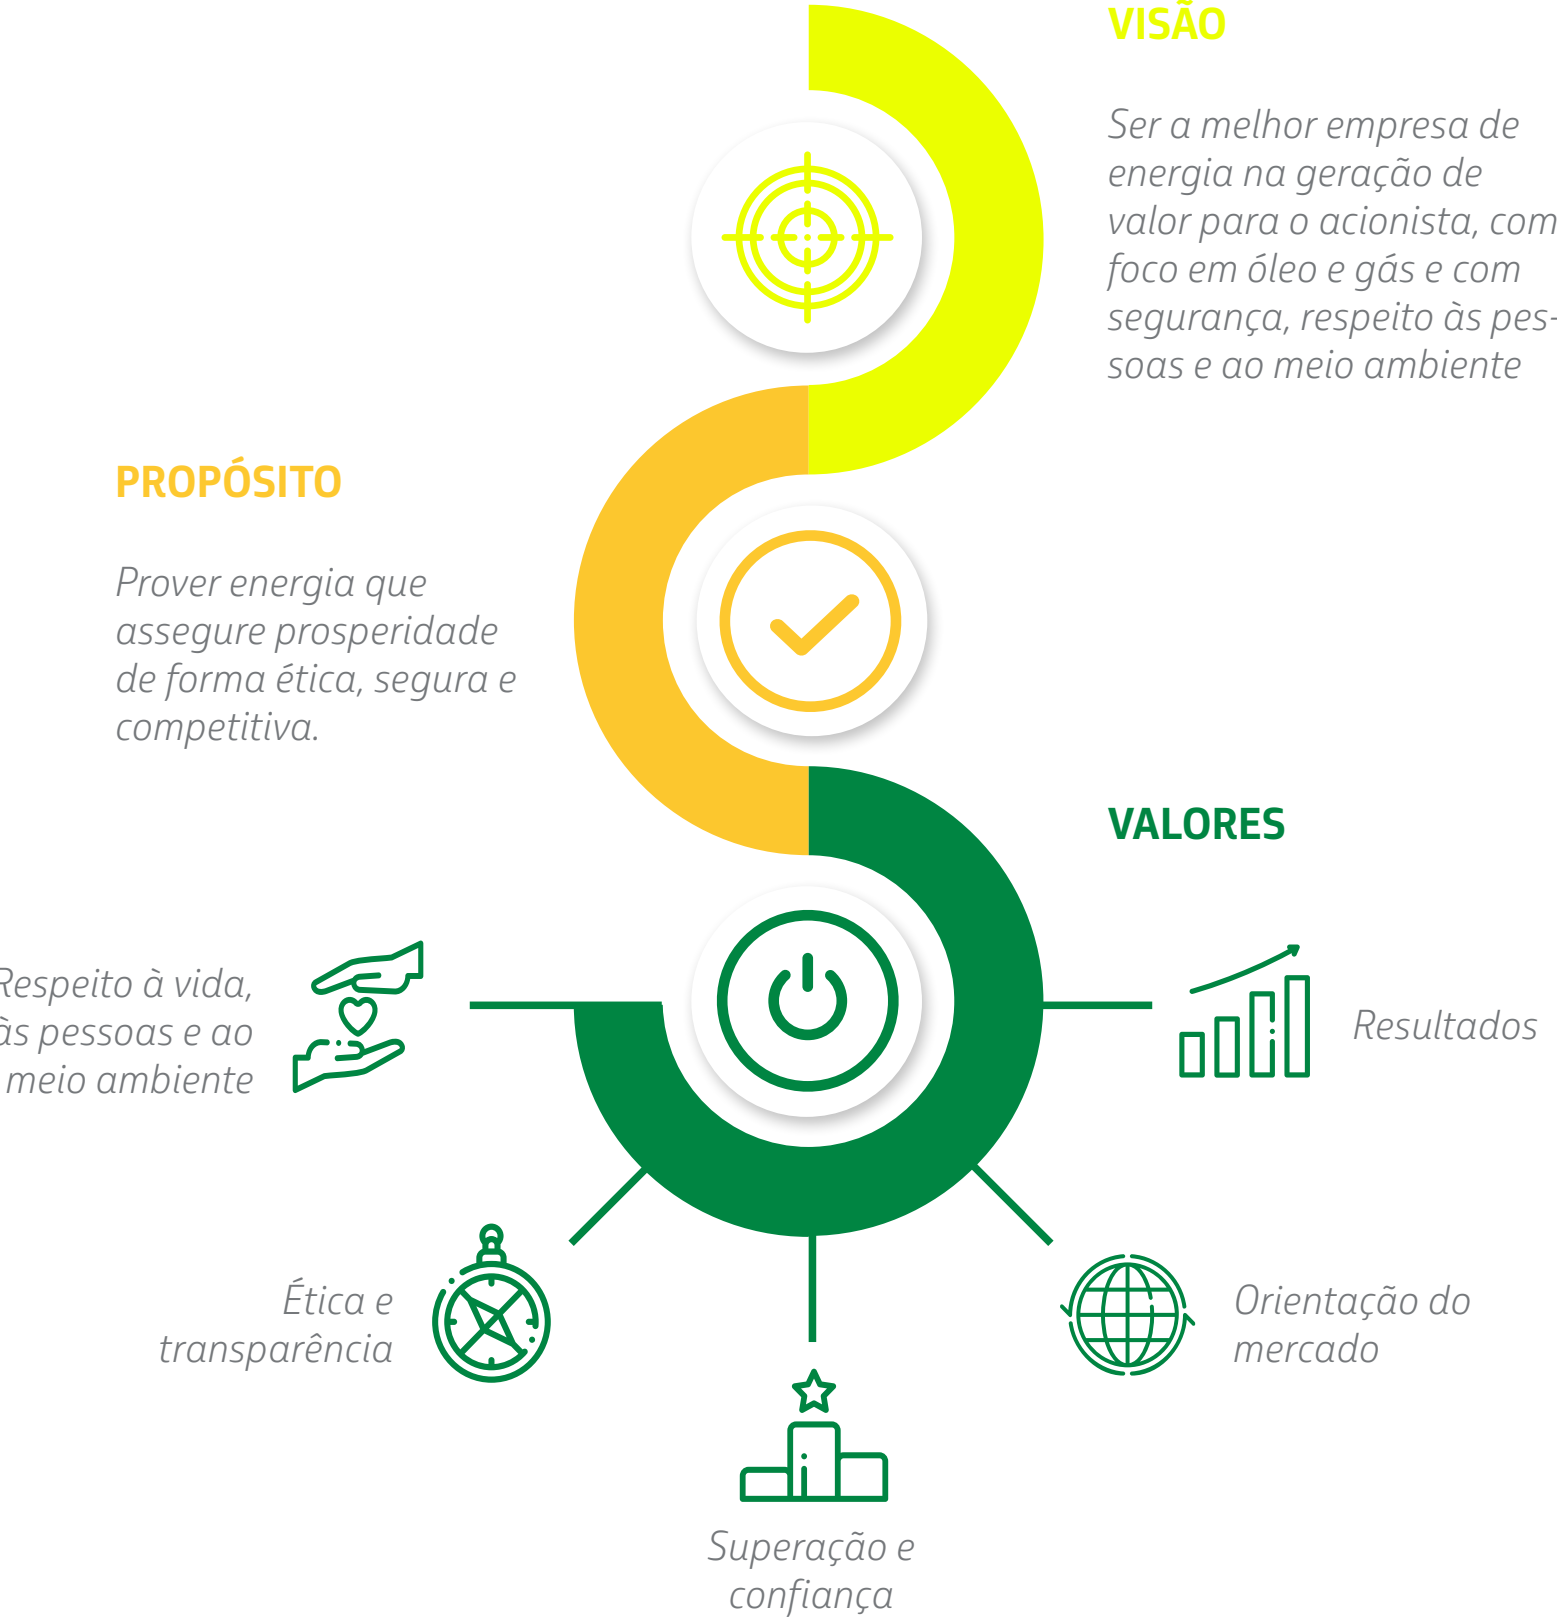 VISÃO
Ser a melhor empresa de
energia na geração de
valor para o acionista, com
foco em óleo e gás e com
segurança, respeito às pes-
soas e ao meio ambiente
PROPÓSITO
Prover energia que
assegure prosperidade
de forma ética, segura e
competitiva.
VALORES
Respeito à vida,
às pessoas e ao
meio ambiente
Resultados
Ética e
transparência
Orientação do
mercado
Superação e
confiança